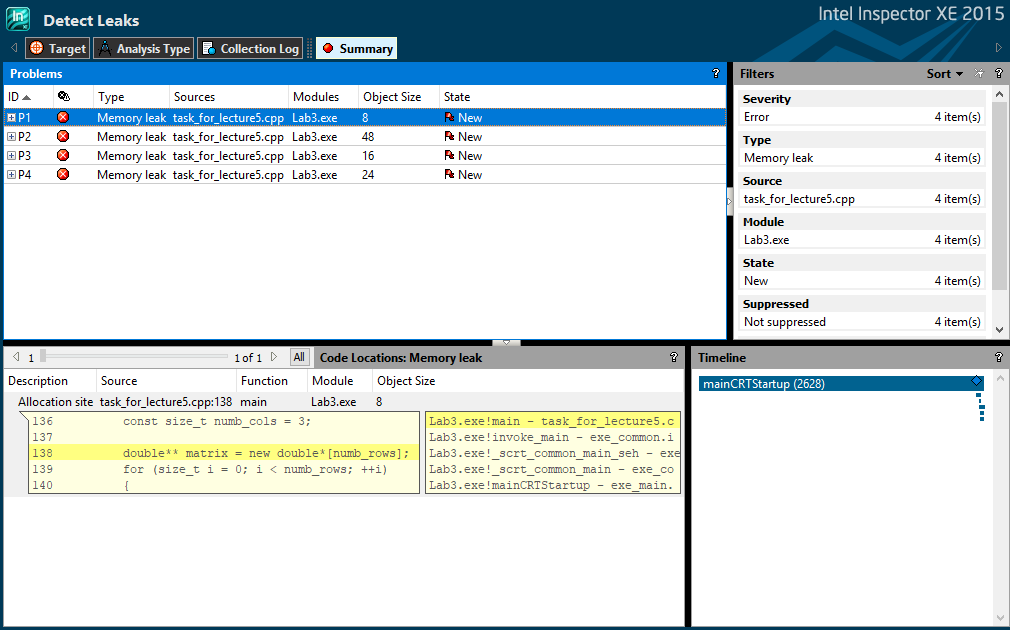 Detect Leaks
Intel Inspector XE 2015
Target Analysis Type Collection Log Summary
Problems ?
ID Type Sources Modules Object Size State
P1 Memory leak task_for_lecture5.cpp Lab3.exe 8 New
P2 Memory leak task_for_lecture5.cpp Lab3.exe 48 New
P3 Memory leak task_for_lecture5.cpp Lab3.exe 16 New
P4 Memory leak task_for_lecture5.cpp Lab3.exe 24 New
Filters Sort ?
Severity
Error 4 item(s)
Type
Memory leak 4 item(s)
Source
task_for_lecture5.cpp 4 item(s)
Module
Lab3.exe 4 item(s)
State
New 4 item(s)
Suppressed
Not suppressed 4 item(s)
1 1 of 1 All Code Locations: Memory leak ?
Description Source Function Module Object Size
Allocation site task_for_lecture5.cpp:138 main Lab3.exe 8
136 const size_t numb_cols = 3;
137
138 double** matrix = new double*[numb_rows];
139 for (size_t i = 0; i < numb_rows; ++i)
140 {
Lab3.exe!main - task_for_lecture5.c
Lab3.exe!invoke_main - exe_common.i
Lab3.exe!_scrt_common_main_seh - exe
Lab3.exe!_scrt_common_main - exe_co
Lab3.exe!mainCRTStartup - exe_main.
Timeline ?
mainCRTStartup (2628)